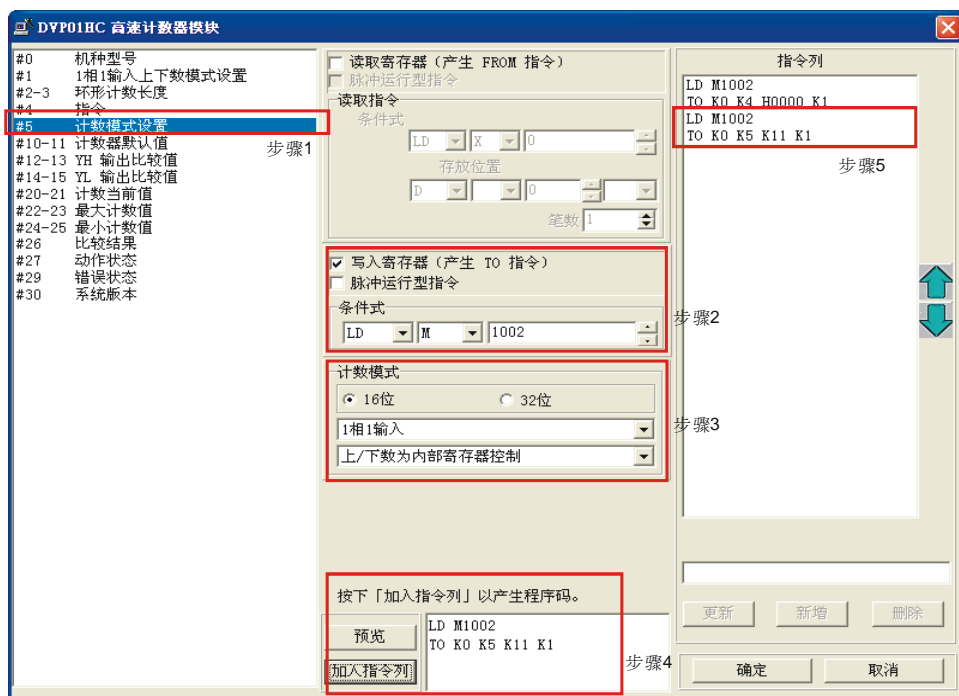 DVP01HC 高速计数器模块
#0 机种型号
#1 1相1输入上下数模式设置
#2-3 环形计数长度
#4 指令
#5 计数模式设置
#10-11 计数器默认值
#12-13 YH 输出比较值
#14-15 YL 输出比较值
#20-21 计数当前值
#22-23 最大计数值
#24-25 最小计数值
#26 比较结果
#27 动作状态
#29 错误状态
#30 系统版本
步骤1
读取寄存器(产生 FROM 指令)
脉冲运行型指令
读取指令
条件式
LD X 0
存放位置
D 0
笔数 1
写入寄存器(产生 TO 指令)
脉冲运行型指令
条件式
LD M 1002
步骤2
计数模式
16位 32位
1相1输入
上/下数为内部寄存器控制
步骤3
按下「加入指令列」以产生程序码。
预览
加入指令列
LD M1002
TO K0 K5 K11 K1
步骤4
指令列
LD M1002
TO K0 K4 H0000 K1
LD M1002
TO K0 K5 K11 K1
步骤5
更新 新增 删除
确定 取消